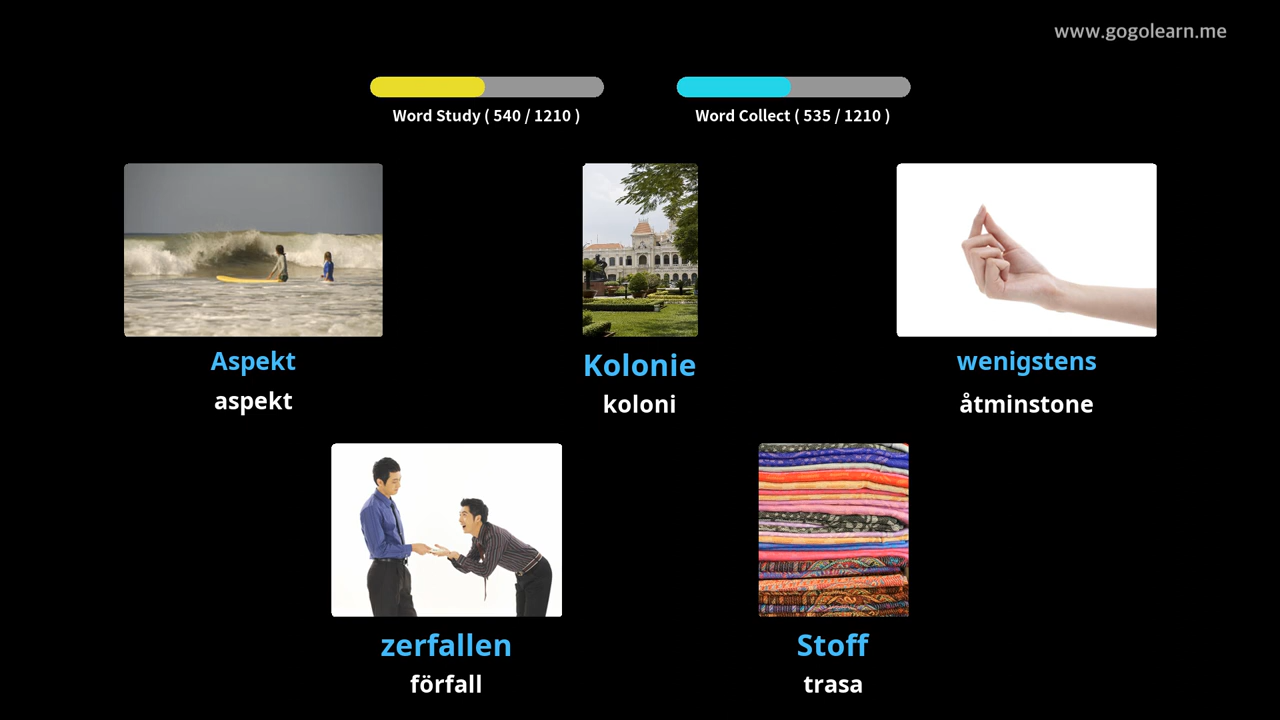 www.gogolearn.me
Word Study ( 540 / 1210 )
Word Collect ( 535 / 1210 )
Aspekt
aspekt
Kolonie
koloni
wenigstens
åtminstone
zerfallen
förfall
Stoff
trasa